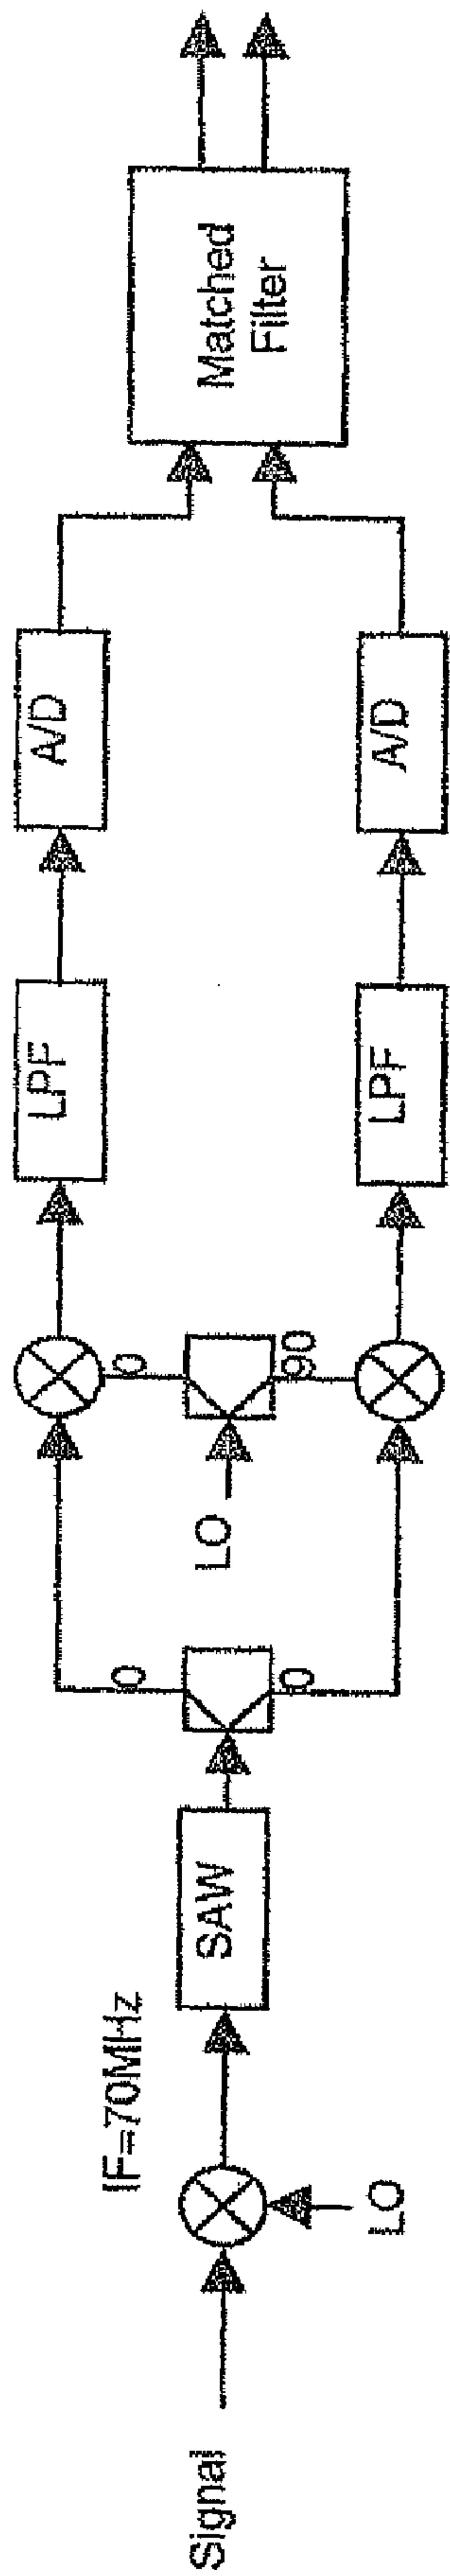 Signal
LO
IF=70MHz
SAW
0
0
LO
0
90
LPF
LPF
A/D
A/D
Matched
Filter